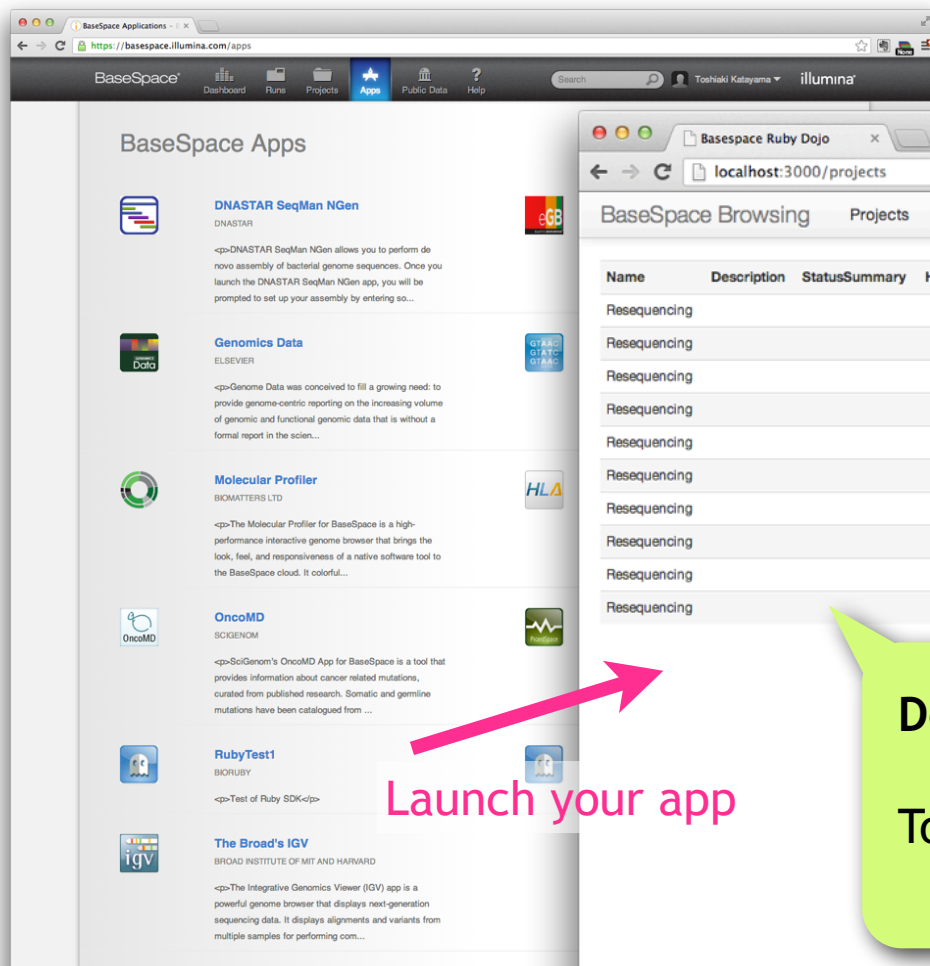 BaseSpace Applications - I
https://basespace.illumina.com/apps
None
BaseSpace®
Dashboard
Runs
Projects
Apps
Public Data
Help
Search
Toshiaki Katayama
illumina®
BaseSpace Apps
DNASTAR SeqMan NGen
DNASTAR
<p>DNASTAR SeqMan NGen allows you to perform de
novo assembly of bacterial genome sequences. Once you
launch the DNASTAR SeqMan NGen app, you will be
prompted to set up your assembly by entering so...
eGB
Data
Genomics Data
ELSEVIER
<p>Genome Data was conceived to fill a growing need: to
provide genome-centric reporting on the increasing volume
of genomic and functional genomic data that is without a
formal report in the scien...
GTAAC
GTATC
GTAAC
Molecular Profiler
BIOMATTERS LTD
<p>The Molecular Profiler for BaseSpace is a high-
performance interactive genome browser that brings the
look, feel, and responsiveness of a native software tool to
the BaseSpace cloud. It colorful...
HLA
OncoMD
OncoMD
SCIGENOM
<p>SciGenom's OncoMD App for BaseSpace is a tool that
provides information about cancer related mutations,
curated from published research. Somatic and germline
mutations have been catalogued from ...
RubyTest1
BIORUBY
<p>Test of Ruby SDK</p>
igv
The Broad's IGV
BROAD INSTITUTE OF MIT AND HARVARD
<p>The Integrative Genomics Viewer (IGV) app is a
powerful genome browser that displays next-generation
sequencing data. It displays alignments and variants from
multiple samples for performing com...
Launch your app
Basespace Ruby Dojo
localhost:3000/projects
BaseSpace Browsing Projects
Name Description StatusSummary
Resequencing
Resequencing
Resequencing
Resequencing
Resequencing
Resequencing
Resequencing
Resequencing
Resequencing
Resequencing